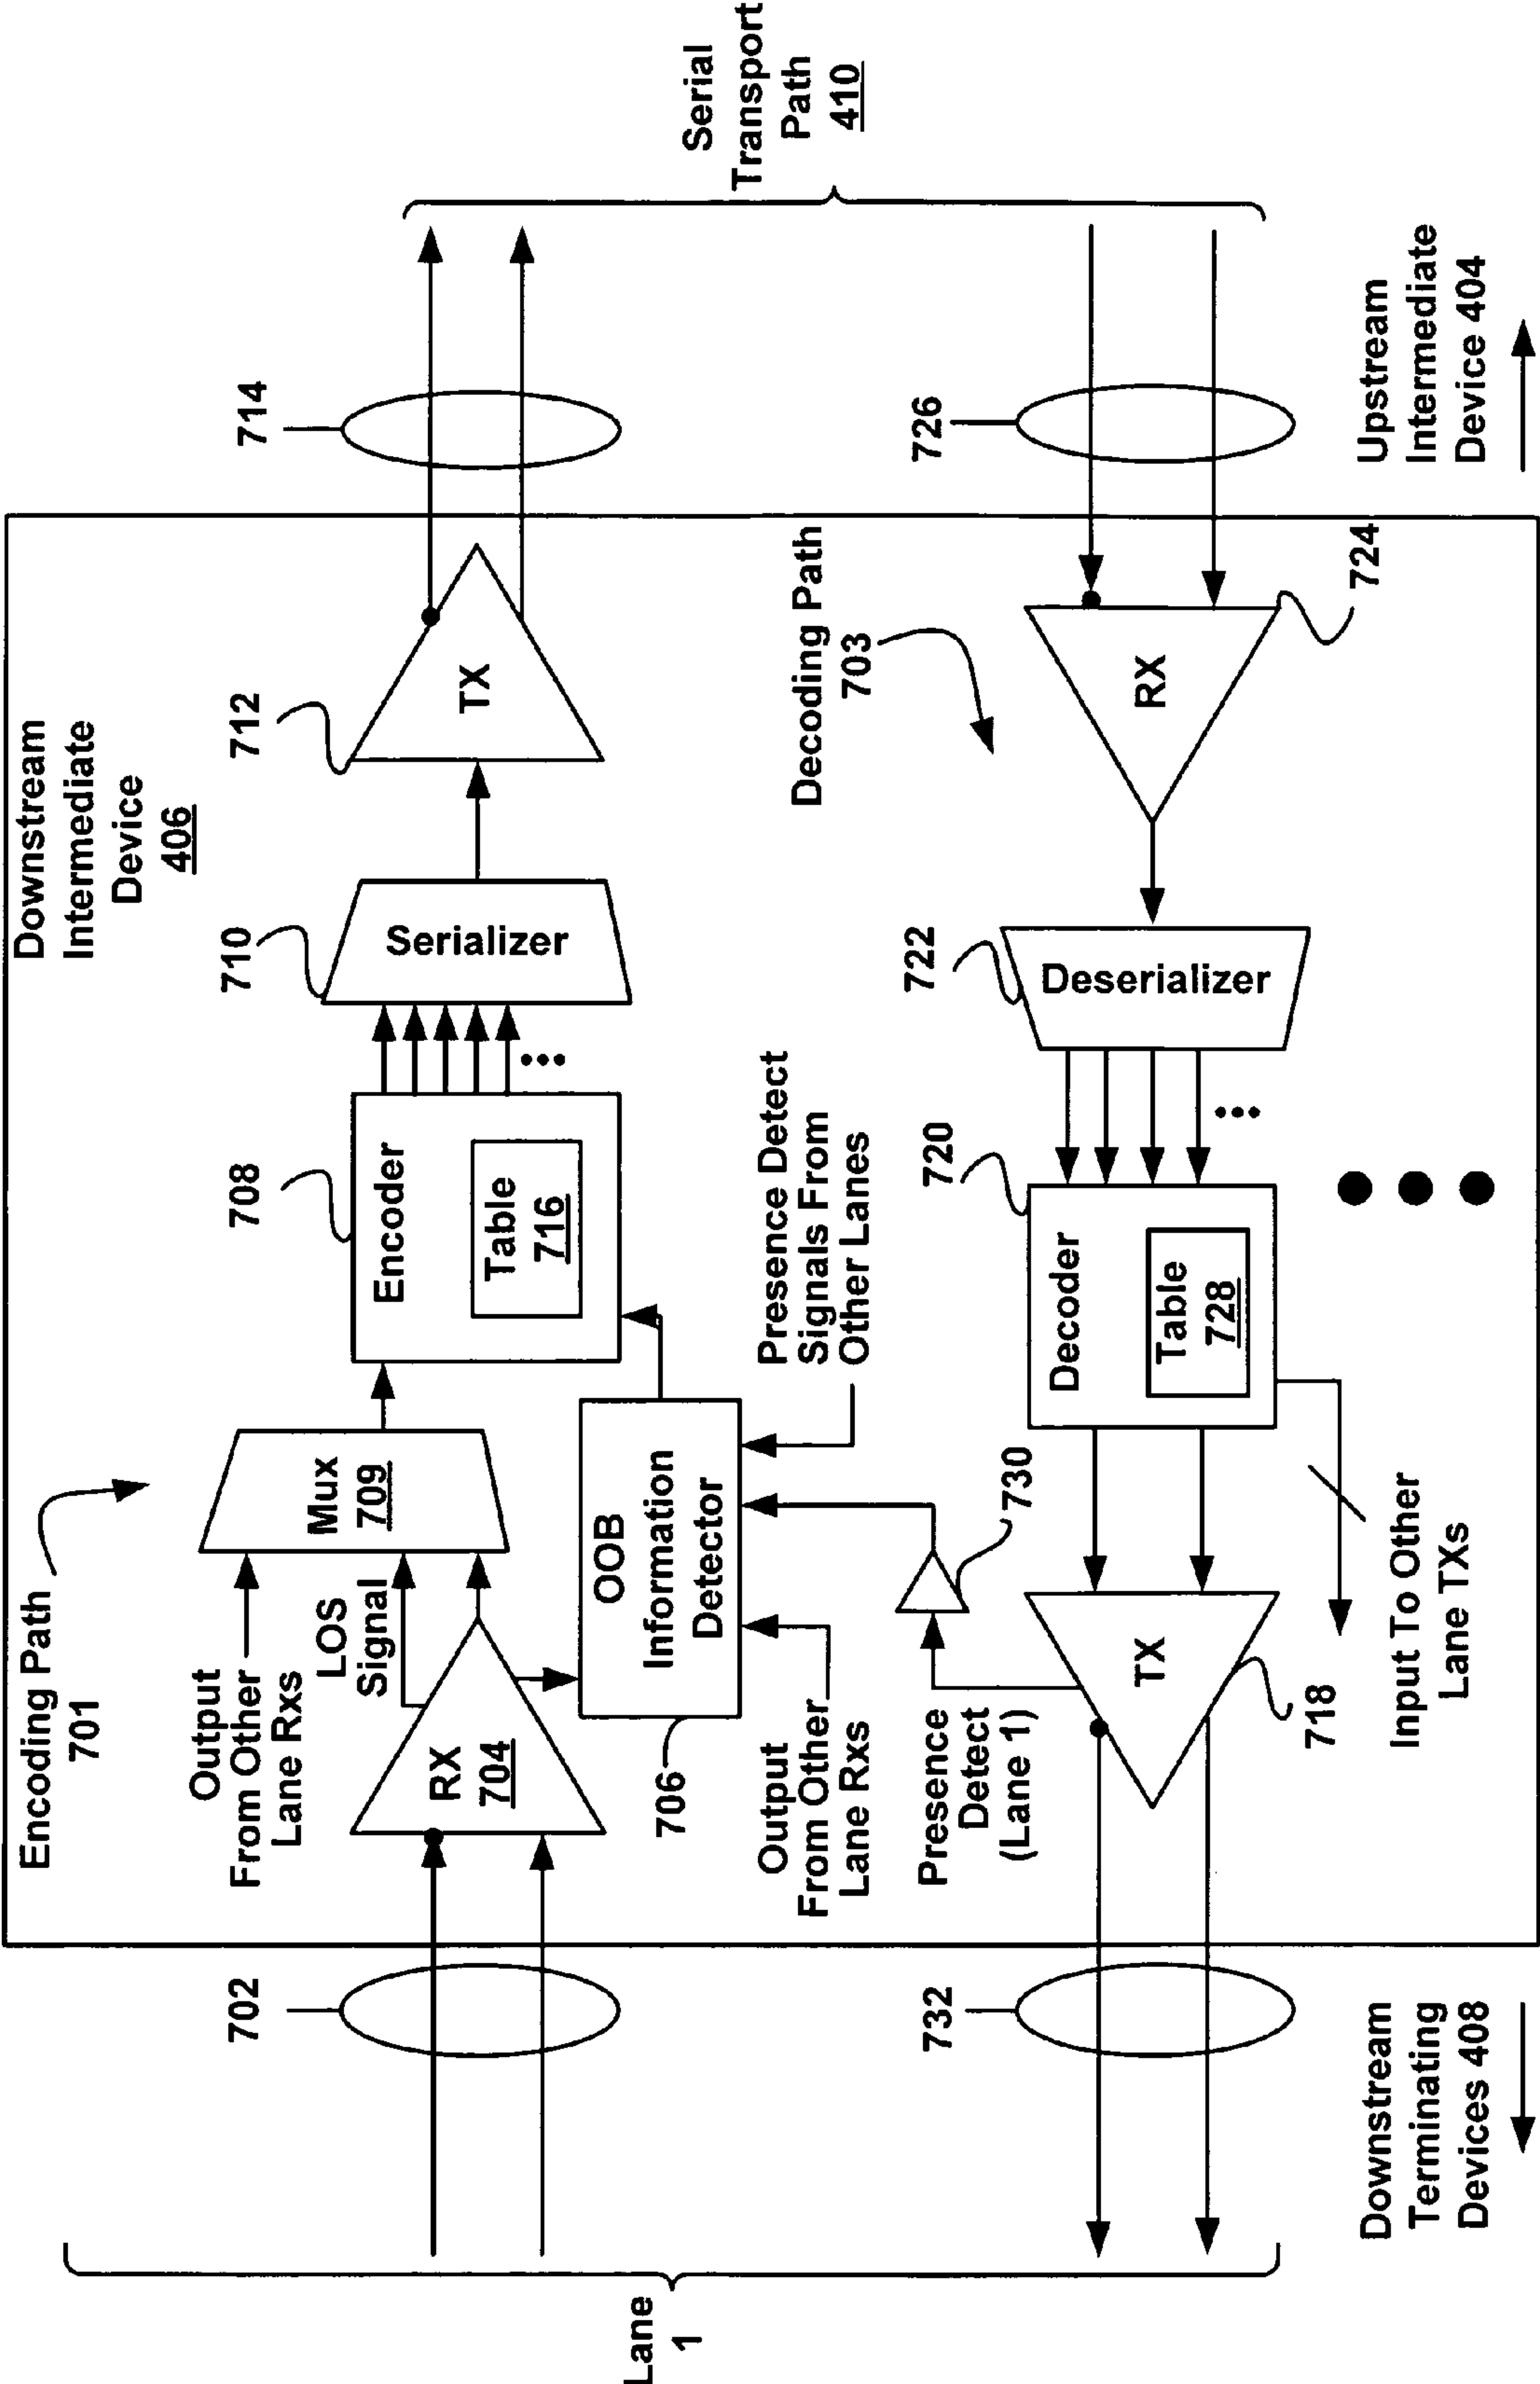 Downstream
Intermediate
Device
406
Encoding Path
701
Lane
1
702
Output
From Other
Lane Rxs
LOS
Signal
RX
704
Mux
709
708
Encoder
Table
716
710
Serializer
712
TX
714
Serial
Transport
Path
410
706
OOB
Information
Detector
Output
From Other
Lane Rxs
Presence Detect
Signals From
Other Lanes
Presence
Detect
(Lane 1)
730
Decoding Path
703
732
TX
718
720
Decoder
Table
728
722
Deserializer
RX
724
726
Input To Other
Lane TXs
Downstream
Terminating
Devices 408
Upstream
Intermediate
Device 404